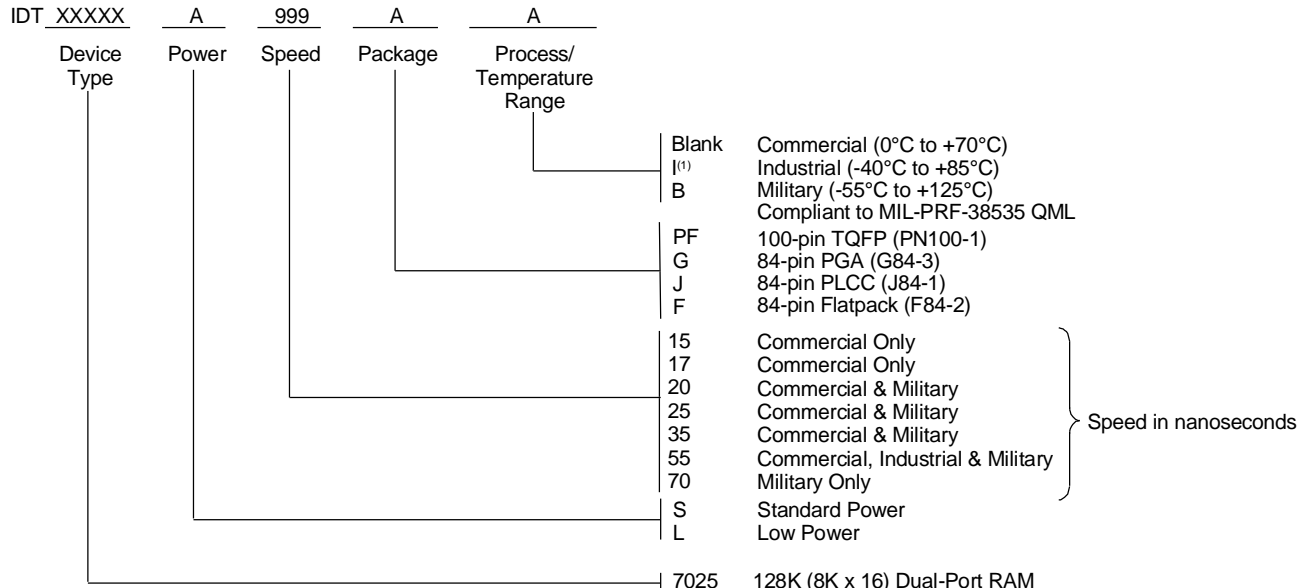 IDT XXXXX A 999 A A
Device Type Power Speed Package Process/ Temperature Range
Blank Commercial (0°C to +70°C)
I(1) Industrial (-40°C to +85°C)
B Military (-55°C to +125°C)
Compliant to MIL-PRF-38535 QML
PF 100-pin TQFP (PN100-1)
G 84-pin PGA (G84-3)
J 84-pin PLCC (J84-1)
F 84-pin Flatpack (F84-2)
15 Commercial Only
17 Commercial Only
20 Commercial & Military
25 Commercial & Military
35 Commercial & Military
55 Commercial, Industrial & Military
70 Military Only
Speed in nanoseconds
S Standard Power
L Low Power
7025 128K (8K x 16) Dual-Port RAM